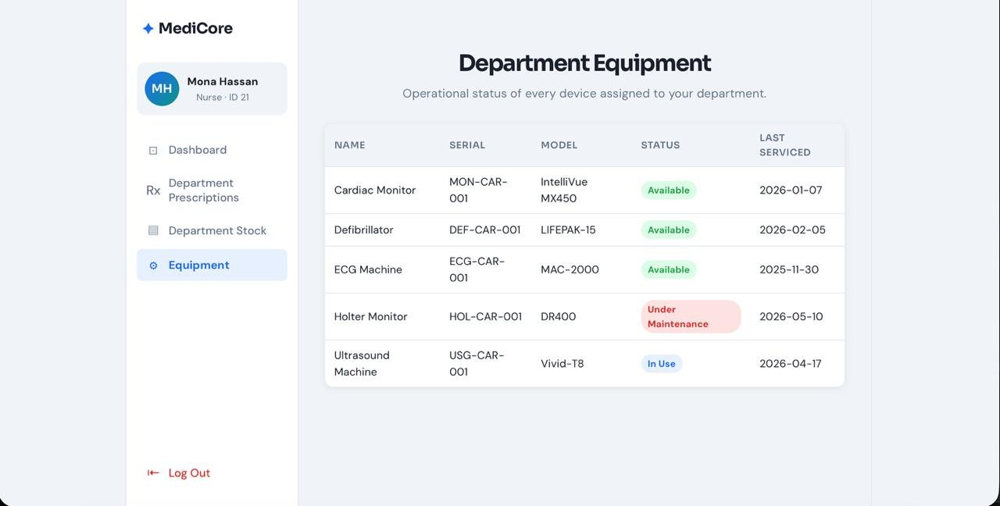 MediCore
MH
Mona Hassan
Nurse · ID 21
Dashboard
Rx
Department
Prescriptions
Department Stock
Equipment
Log Out
Department Equipment
Operational status of every device assigned to your department.
NAME SERIAL MODEL STATUS LAST
SERVICED
Cardiac Monitor MON-CAR-
001 IntelliVue
MX450 Available 2026-01-07
Defibrillator DEF-CAR-001 LIFEPAK-15 Available 2026-02-05
ECG Machine ECG-CAR-
001 MAC-2000 Available 2025-11-30
Holter Monitor HOL-CAR-001 DR400 Under
Maintenance 2026-05-10
Ultrasound
Machine USG-CAR-
001 Vivid-T8 In Use 2026-04-17